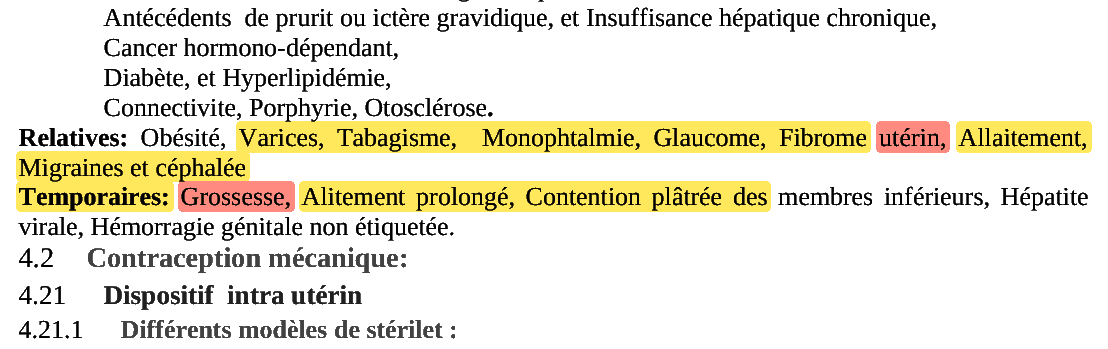 Antécédents de prurit ou ictère gravidique, et Insuffisance hépatique chronique,
Cancer hormono-dépendant,
Diabète, et Hyperlipidémie,
Connectivite, Porphyrie, Otosclérose.
Relatives: Obésité, Varices, Tabagisme, Monophtalmie, Glaucome, Fibrome utérin, Allaitement,
Migraines et céphalée
Temporaires: Grossesse, Alitement prolongé, Contention plâtrée des membres inférieurs, Hépatite
virale, Hémorragie génitale non étiquetée.
4.2 Contraception mécanique:
4.21 Dispositif intra utérin
4.21.1 Différents modèles de stérilet :